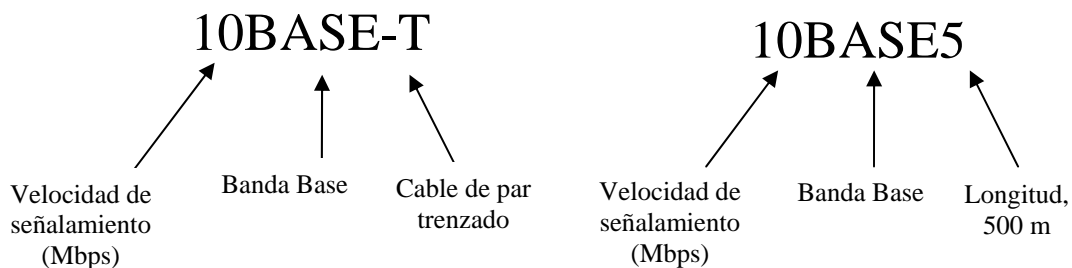 10BASE-T
Velocidad de
señalamiento
(Mbps)
Banda Base
Cable de par
trenzado
10BASE5
Velocidad de
señalamiento
(Mbps)
Banda Base
Longitud,
500 m